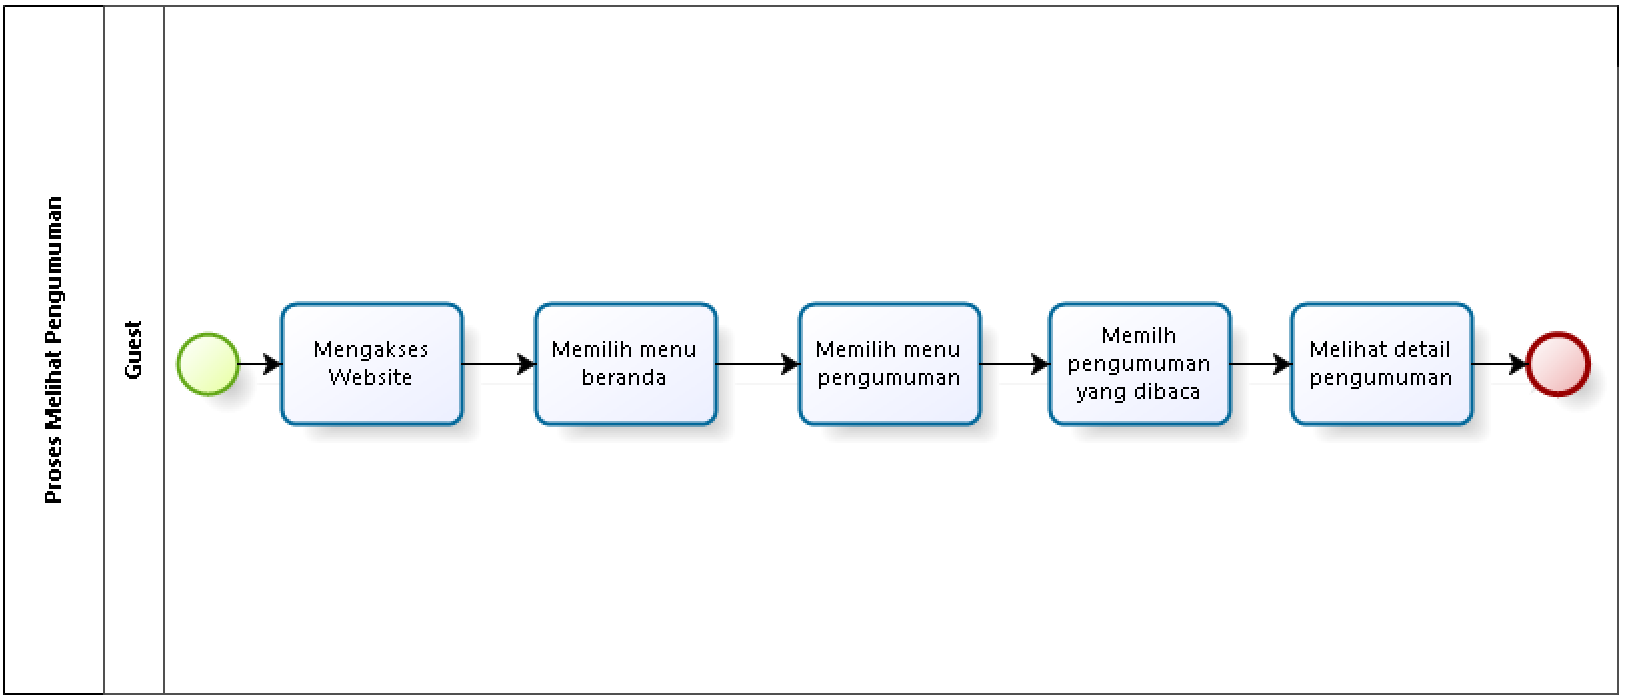 Proses Melihat Pengumuman
Guest
Mengakses
Website
Memilih menu
beranda
Memilih menu
pengumuman
Memilh
pengumuman
yang dibaca
Melihat detail
pengumuman